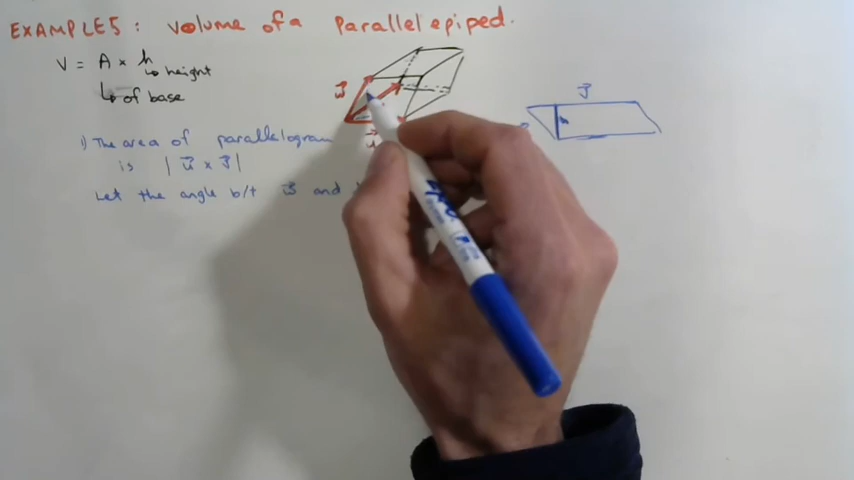 EXAMPLE 5: Volume of a Parallelepiped.
V = A × h
↳ height
↳ of base
w⃗
v⃗
h
1) The area of parallelogram
is | u⃗ × v⃗ |
u⃗
Let the angle b/t w⃗ and